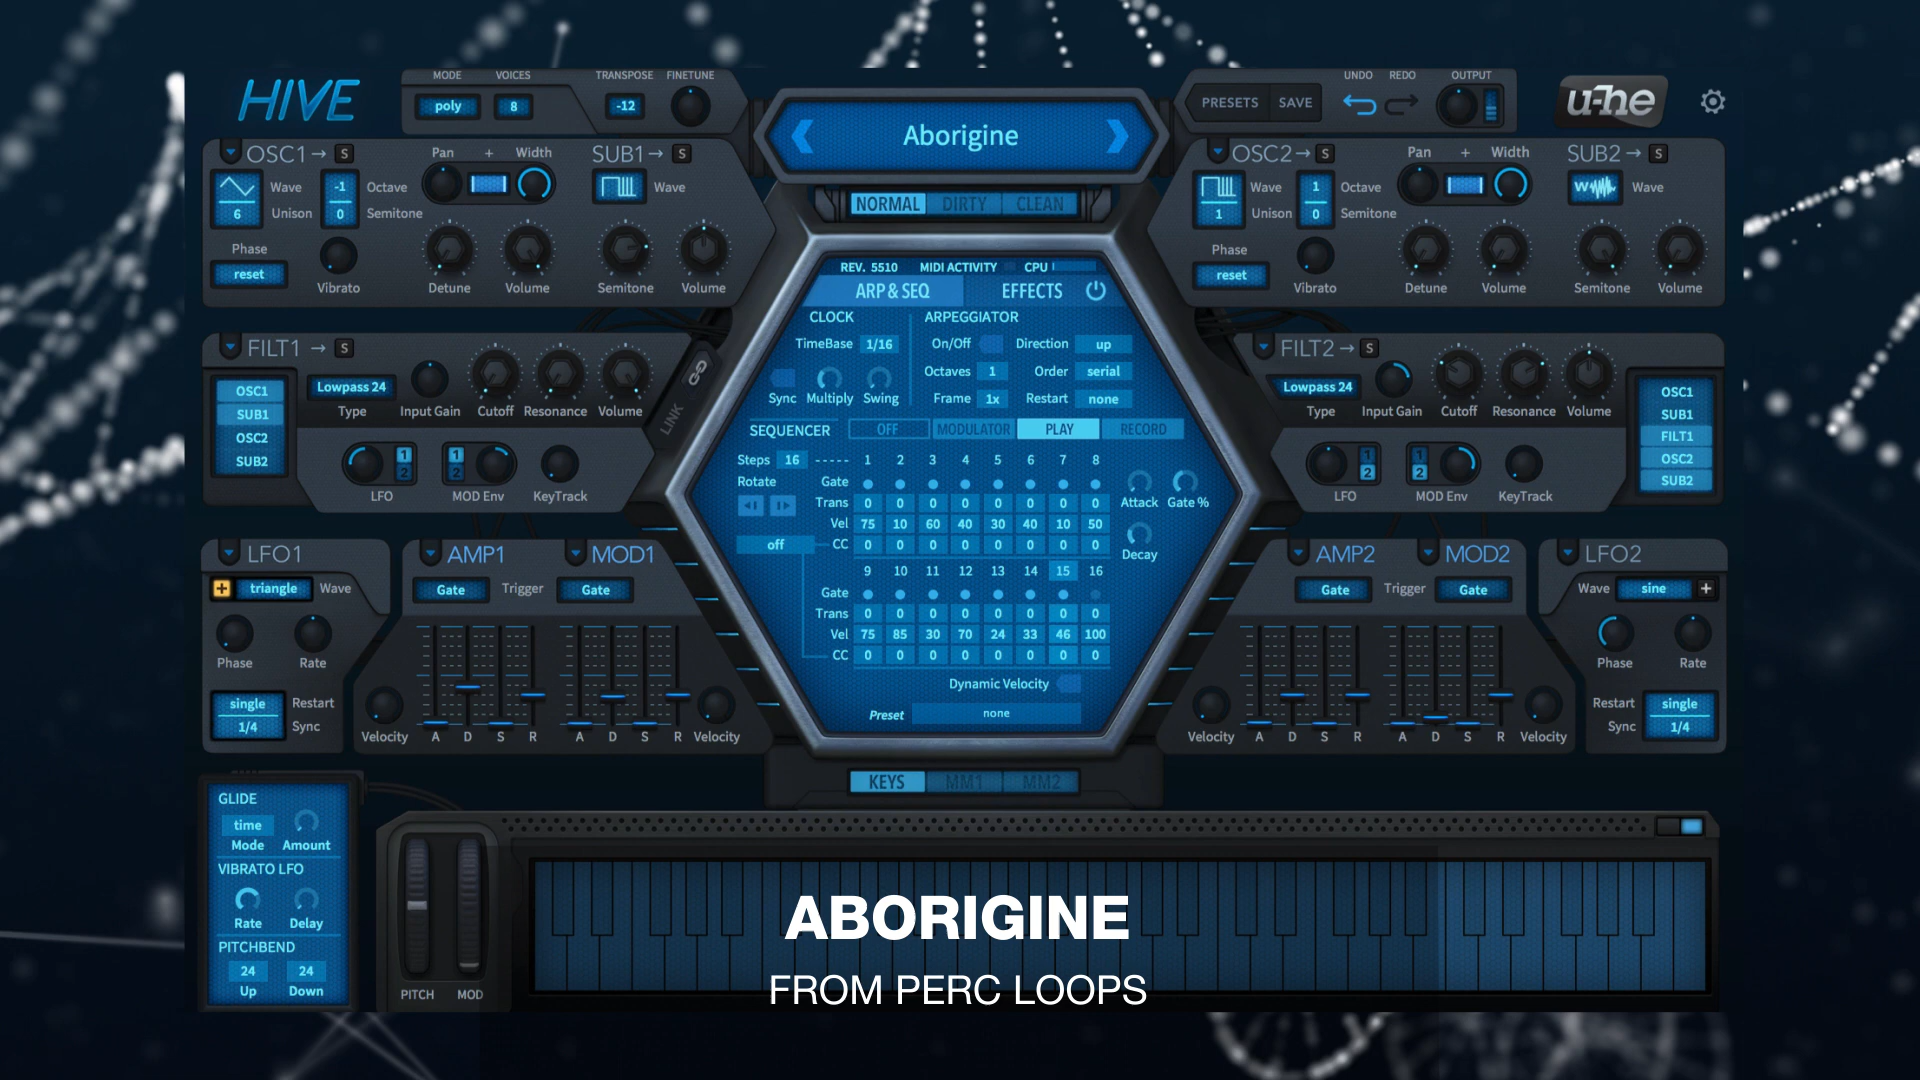 HIVE
MODE VOICES TRANSPOSE FINETUNE
poly 8 -12
Aborigine
PRESETS SAVE
UNDO REDO OUTPUT
u-he
NORMAL DIRTY CLEAN
OSC1 → S Pan + Width SUB1 → S
Wave -1 Octave Wave
6 Unison 0 Semitone
Phase
reset
Vibrato Detune Volume Semitone Volume
OSC2 → S Pan + Width SUB2 → S
Wave 1 Octave Wave
1 Unison 0 Semitone
Phase
reset
Vibrato Detune Volume Semitone Volume
REV. 5510 MIDI ACTIVITY CPU
ARP & SEQ EFFECTS
CLOCK ARPEGGIATOR
TimeBase 1/16 On/Off Direction up
Octaves 1 Order serial
Sync Multiply Swing Frame 1x Restart none
SEQUENCER OFF MODULATOR PLAY RECORD
Steps 16 ----- 1 2 3 4 5 6 7 8
Rotate Gate
Trans 0 0 0 0 0 0 0 0
Vel 75 10 60 40 30 40 10 50
off CC 0 0 0 0 0 0 0 0
Attack Gate %
Decay
9 10 11 12 13 14 15 16
Gate
Trans 0 0 0 0 0 0 0 0
Vel 75 85 30 70 24 33 46 100
CC 0 0 0 0 0 0 0 0
Dynamic Velocity
Preset none
FILT1 → S
OSC1
SUB1
OSC2
SUB2
Lowpass 24
Type Input Gain Cutoff Resonance Volume
LINK
1 1
2 2
LFO MOD Env KeyTrack
FILT2 → S
Lowpass 24
Type Input Gain Cutoff Resonance Volume
OSC1
SUB1
FILT1
OSC2
SUB2
1 1
2 2
LFO MOD Env KeyTrack
LFO1
+ triangle Wave
Phase Rate
single Restart
1/4 Sync
AMP1 MOD1
Gate Trigger Gate
Velocity A D S R A D S R Velocity
AMP2 MOD2
Gate Trigger Gate
Velocity A D S R A D S R Velocity
LFO2
Wave sine +
Phase Rate
Restart single
Sync 1/4
KEYS MM1 MM2
GLIDE
time
Mode Amount
VIBRATO LFO
Rate Delay
PITCHBEND
24 24
Up Down
PITCH MOD
ABORIGINE
FROM PERC LOOPS